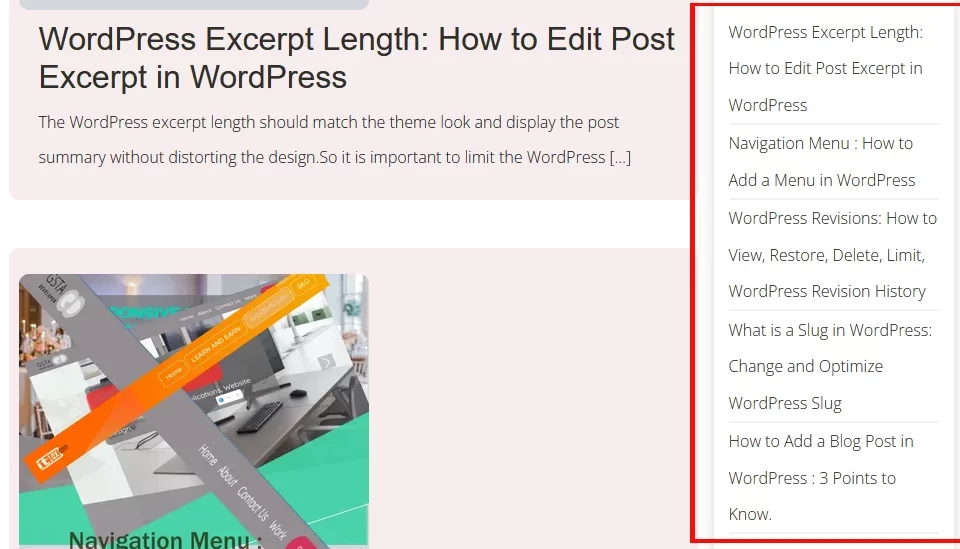 WordPress Excerpt Length: How to Edit Post
Excerpt in WordPress
The WordPress excerpt length should match the theme look and display the post
summary without distorting the design.So it is important to limit the WordPress [...]
GSTA
DEVELOPER
Home About Contact Us Work
SEO
Home
LEARN AND EARN
Website
Home About Contact Us Work
Navigation Menu :
WordPress Excerpt Length:
How to Edit Post Excerpt in
WordPress
Navigation Menu : How to
Add a Menu in WordPress
WordPress Revisions: How to
View, Restore, Delete, Limit,
WordPress Revision History
What is a Slug in WordPress:
Change and Optimize
WordPress Slug
How to Add a Blog Post in
WordPress : 3 Points to
Know.